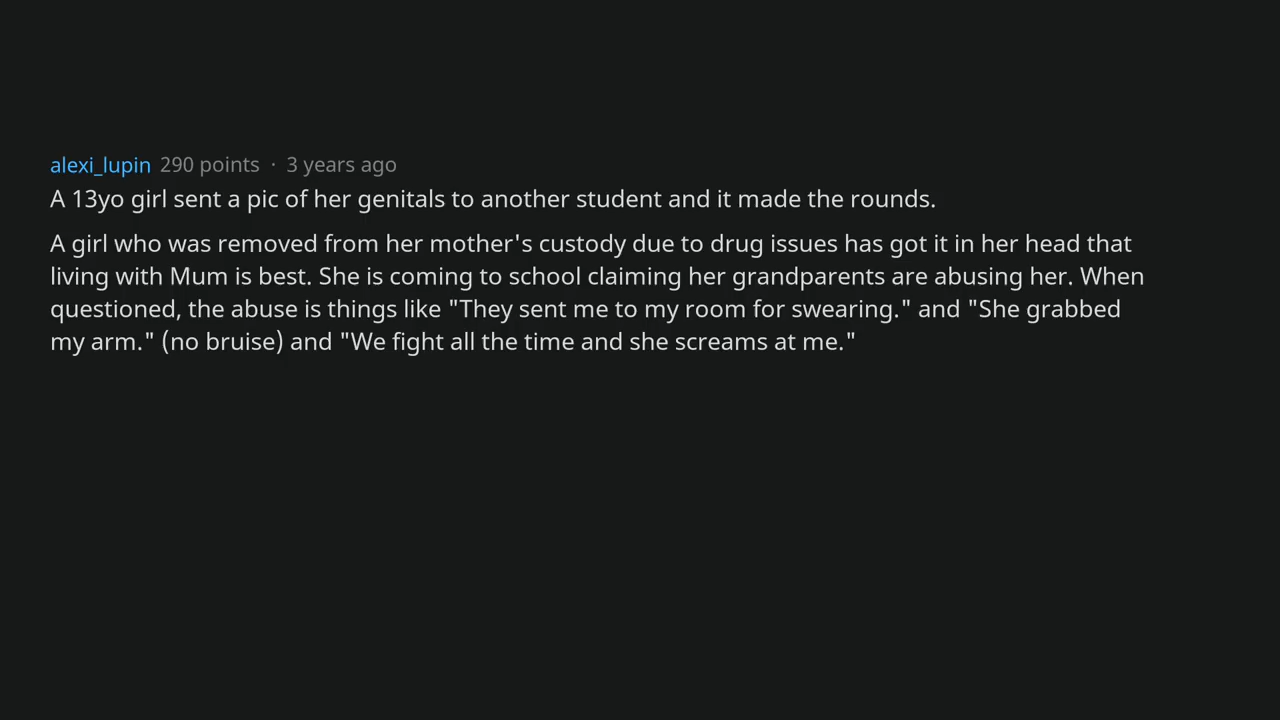 alexi_lupin 290 points · 3 years ago
A 13yo girl sent a pic of her genitals to another student and it made the rounds.
A girl who was removed from her mother's custody due to drug issues has got it in her head that
living with Mum is best. She is coming to school claiming her grandparents are abusing her. When
questioned, the abuse is things like "They sent me to my room for swearing." and "She grabbed
my arm." (no bruise) and "We fight all the time and she screams at me."